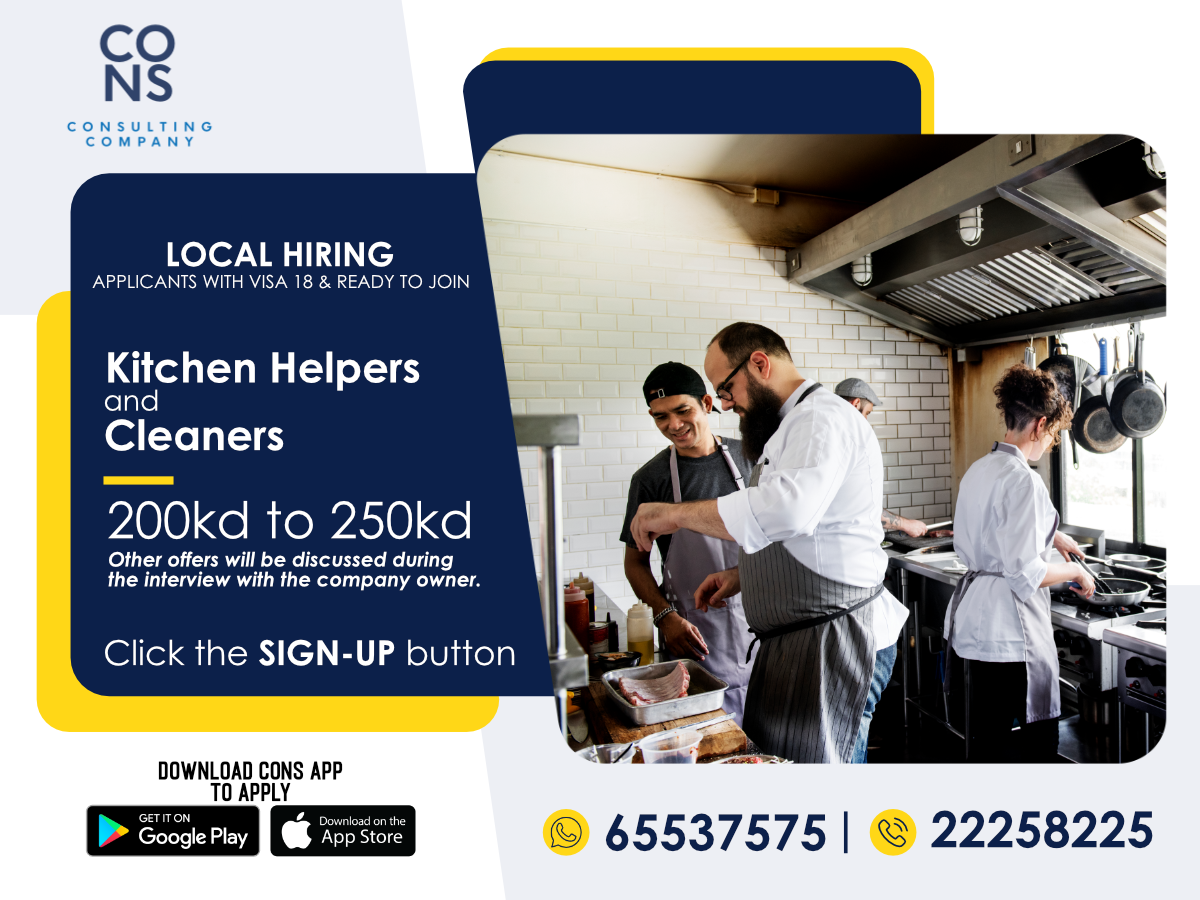 CO
NS
CONSULTING
COMPANY
LOCAL HIRING
APPLICANTS WITH VISA 18 & READY TO JOIN
Kitchen Helpers
and
Cleaners
200kd to 250kd
Other offers will be discussed during
the interview with the company owner.
Click the SIGN-UP button
DOWNLOAD CONS APP
TO APPLY
GET IT ON
Google Play
Download on the
App Store
65537575 | 22258225